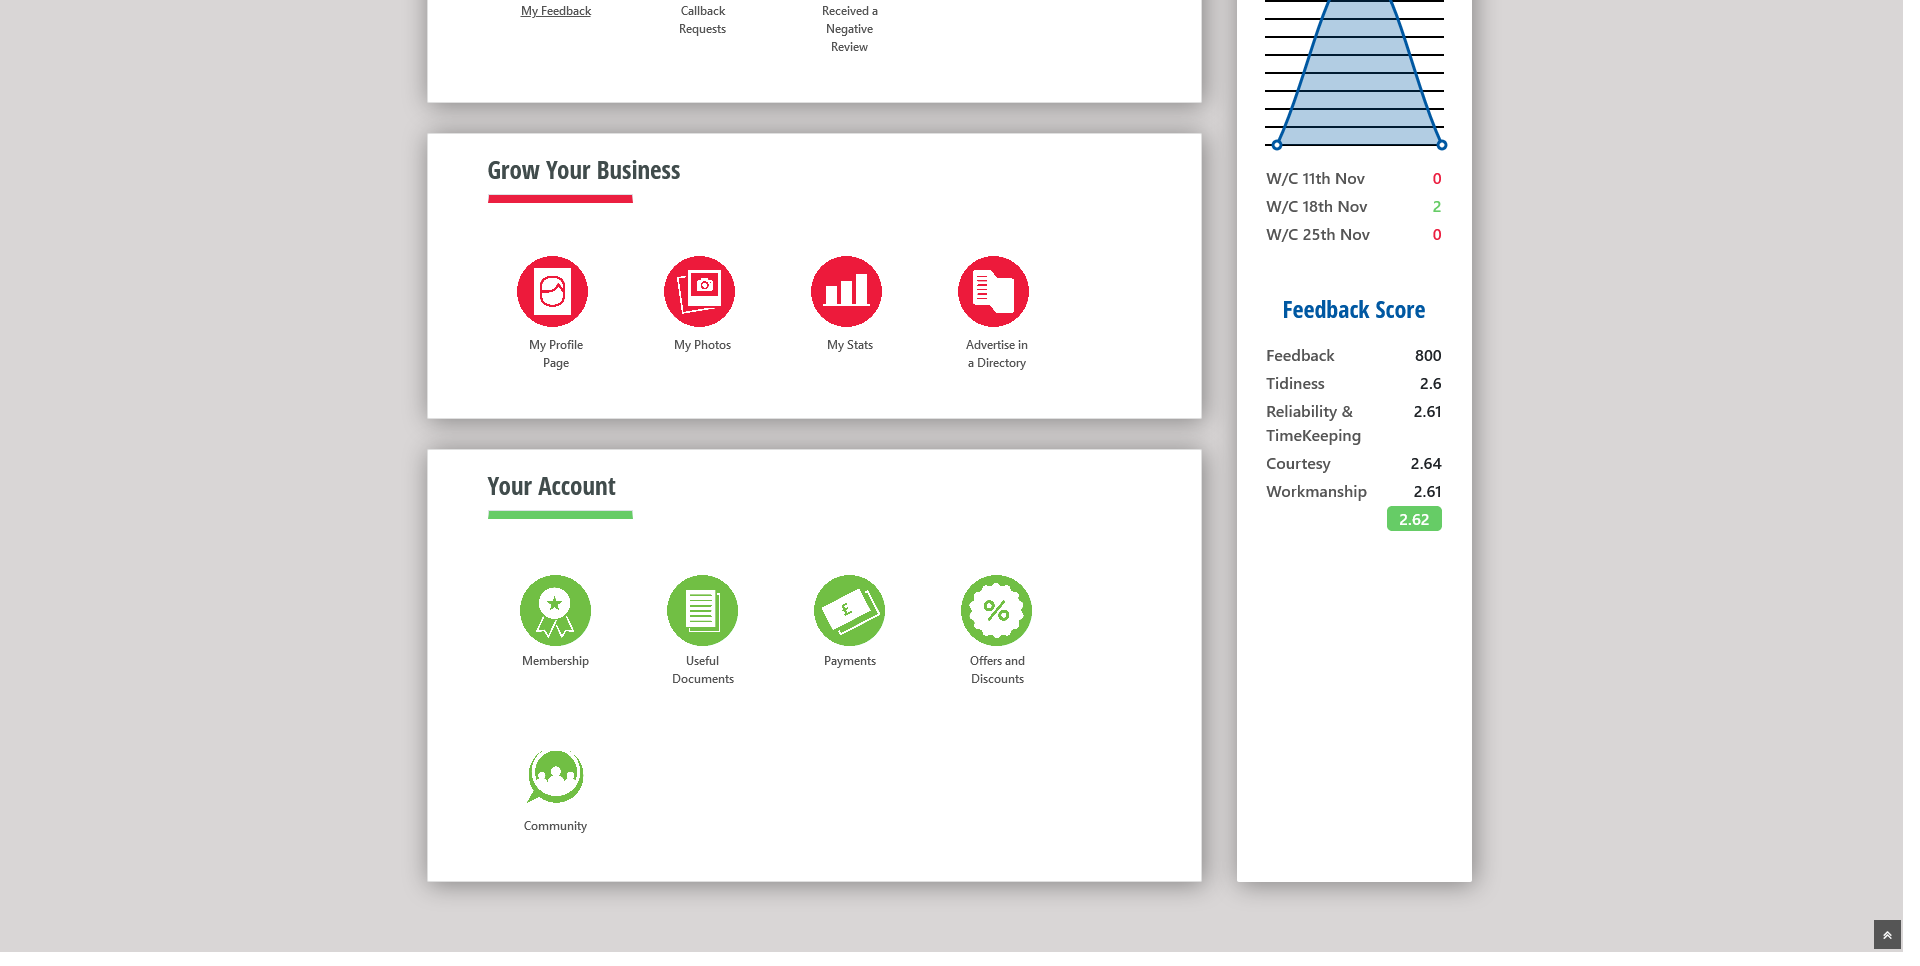 My Feedback
Callback
Requests
Received a
Negative
Review
Grow Your Business
My Profile
Page
My Photos
My Stats
Advertise in
a Directory
Your Account
Membership
Useful
Documents
£
Payments
%
Offers and
Discounts
Community
W/C 11th Nov 0
W/C 18th Nov 2
W/C 25th Nov 0
Feedback Score
Feedback 800
Tidiness 2.6
Reliability & 2.61
TimeKeeping
Courtesy 2.64
Workmanship 2.61
2.62